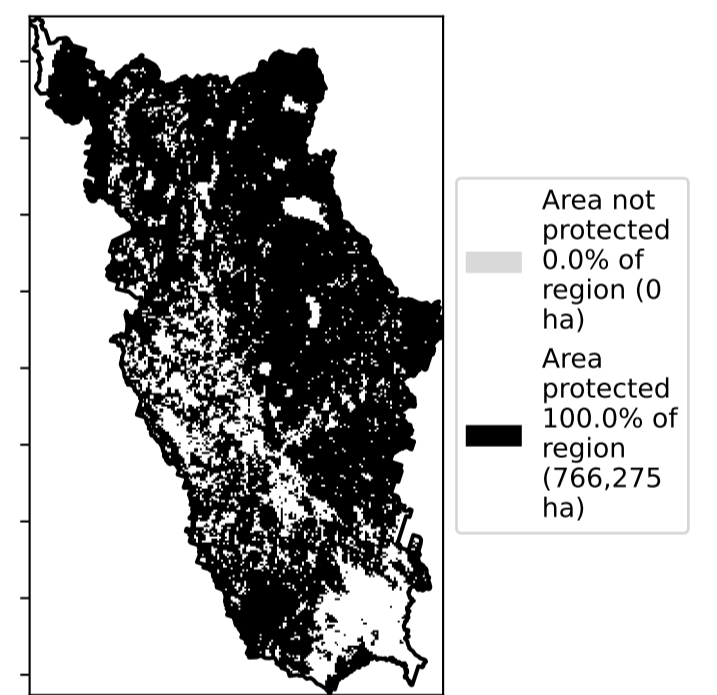 Area not
protected
0.0% of
region (0
ha)
Area
protected
100.0% of
region
(766,275
ha)